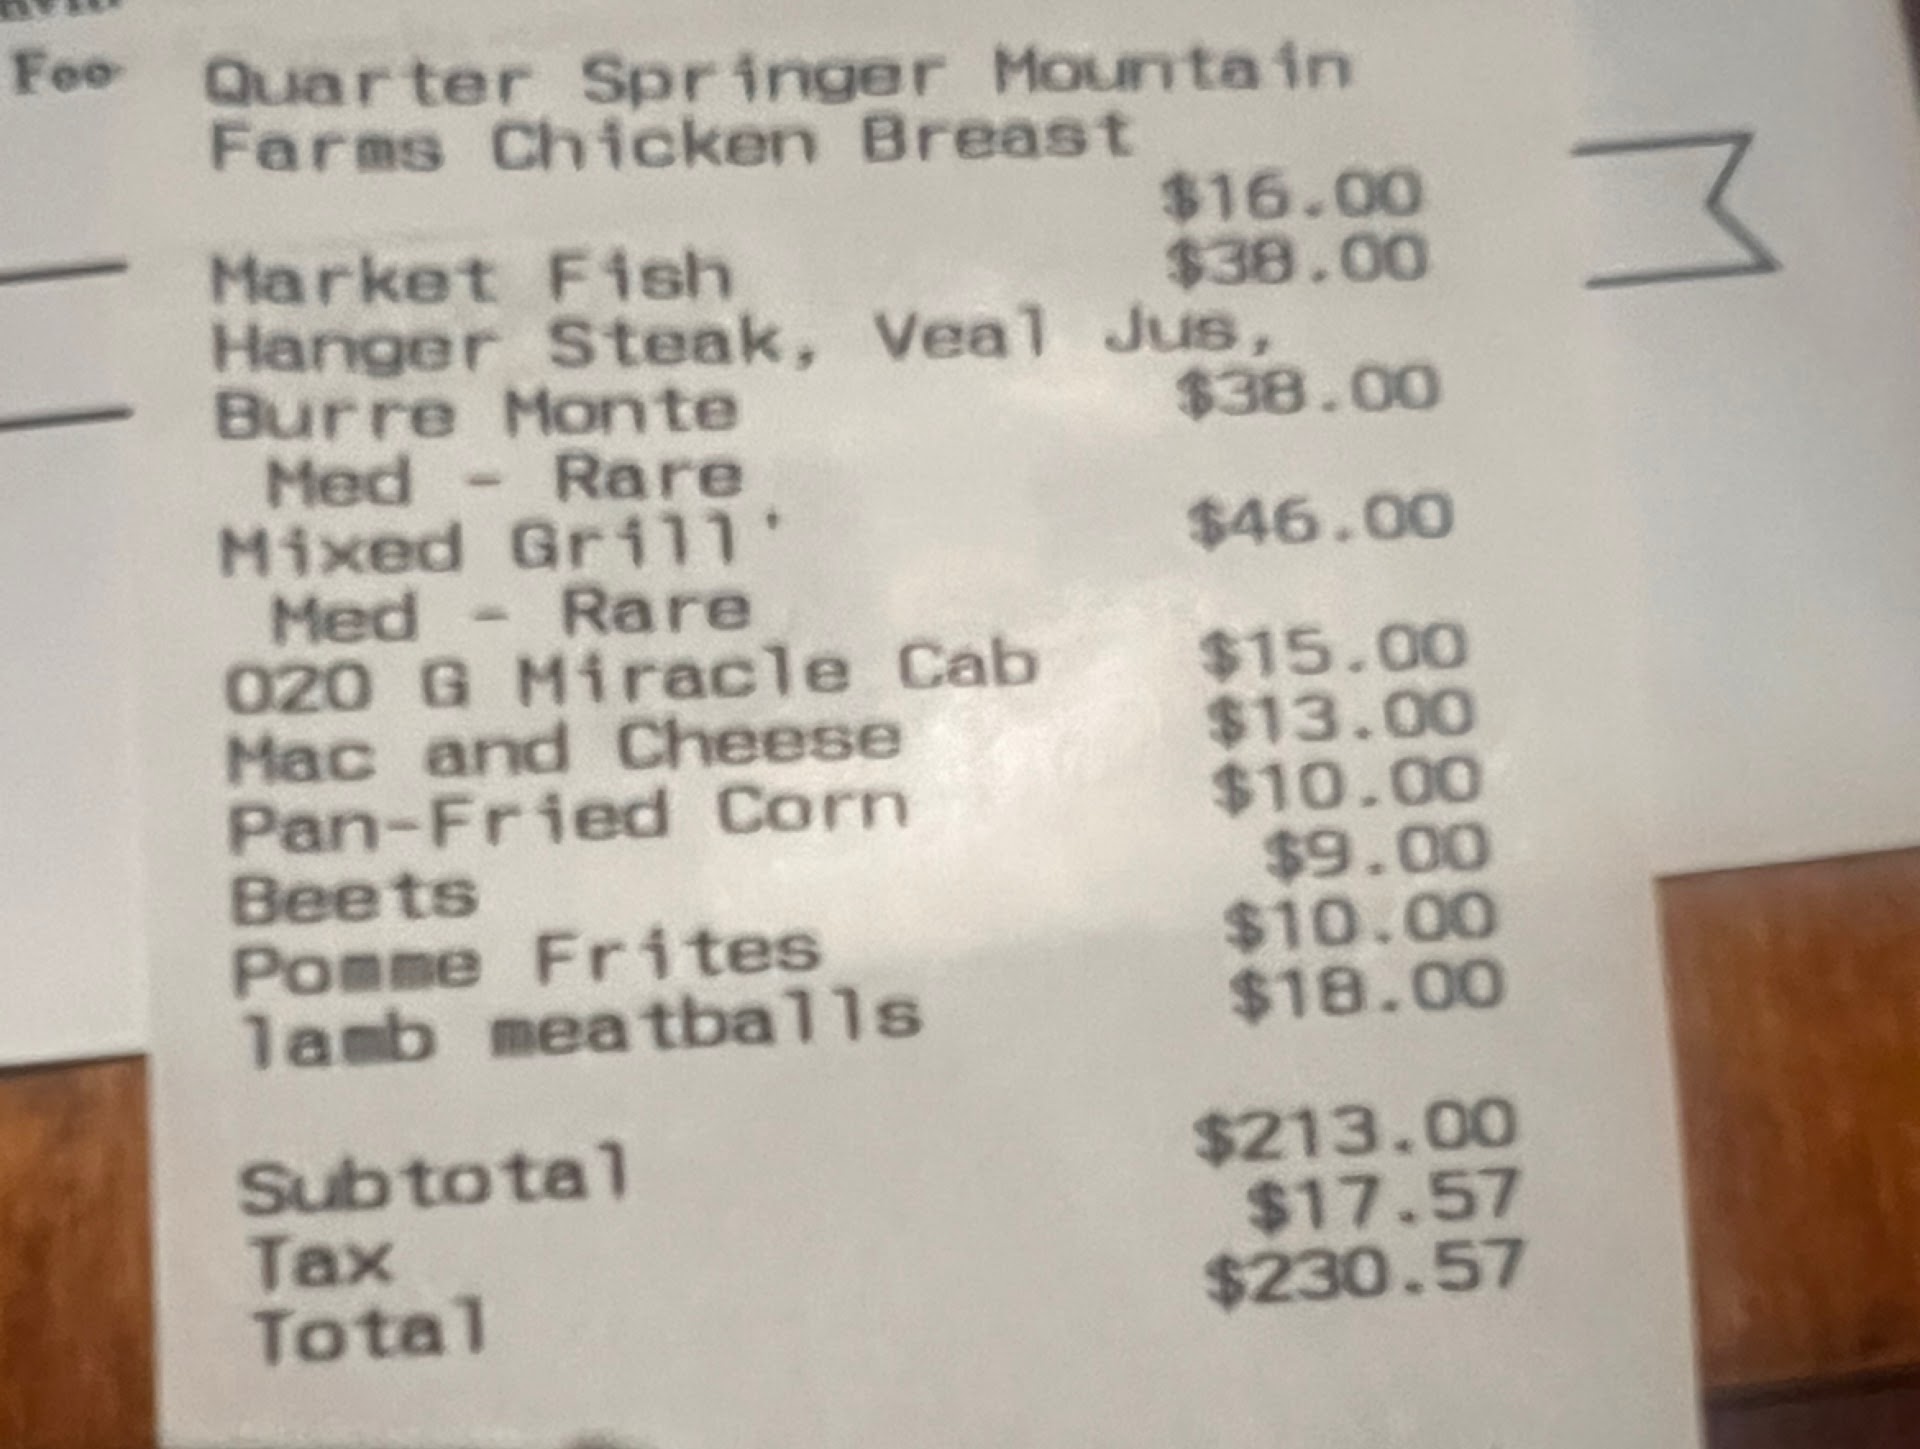 Foo
Quarter Springer Mountain
Farms Chicken Breast
$16.00
Market Fish $38.00
Hanger Steak, Veal Jus,
Burre Monte $38.00
Med - Rare
Mixed Grill $46.00
Med - Rare
020 G Miracle Cab $15.00
Mac and Cheese $13.00
Pan-Fried Corn $10.00
Beets $9.00
Pomme Frites $10.00
lamb meatballs $18.00
Subtotal $213.00
Tax $17.57
Total $230.57